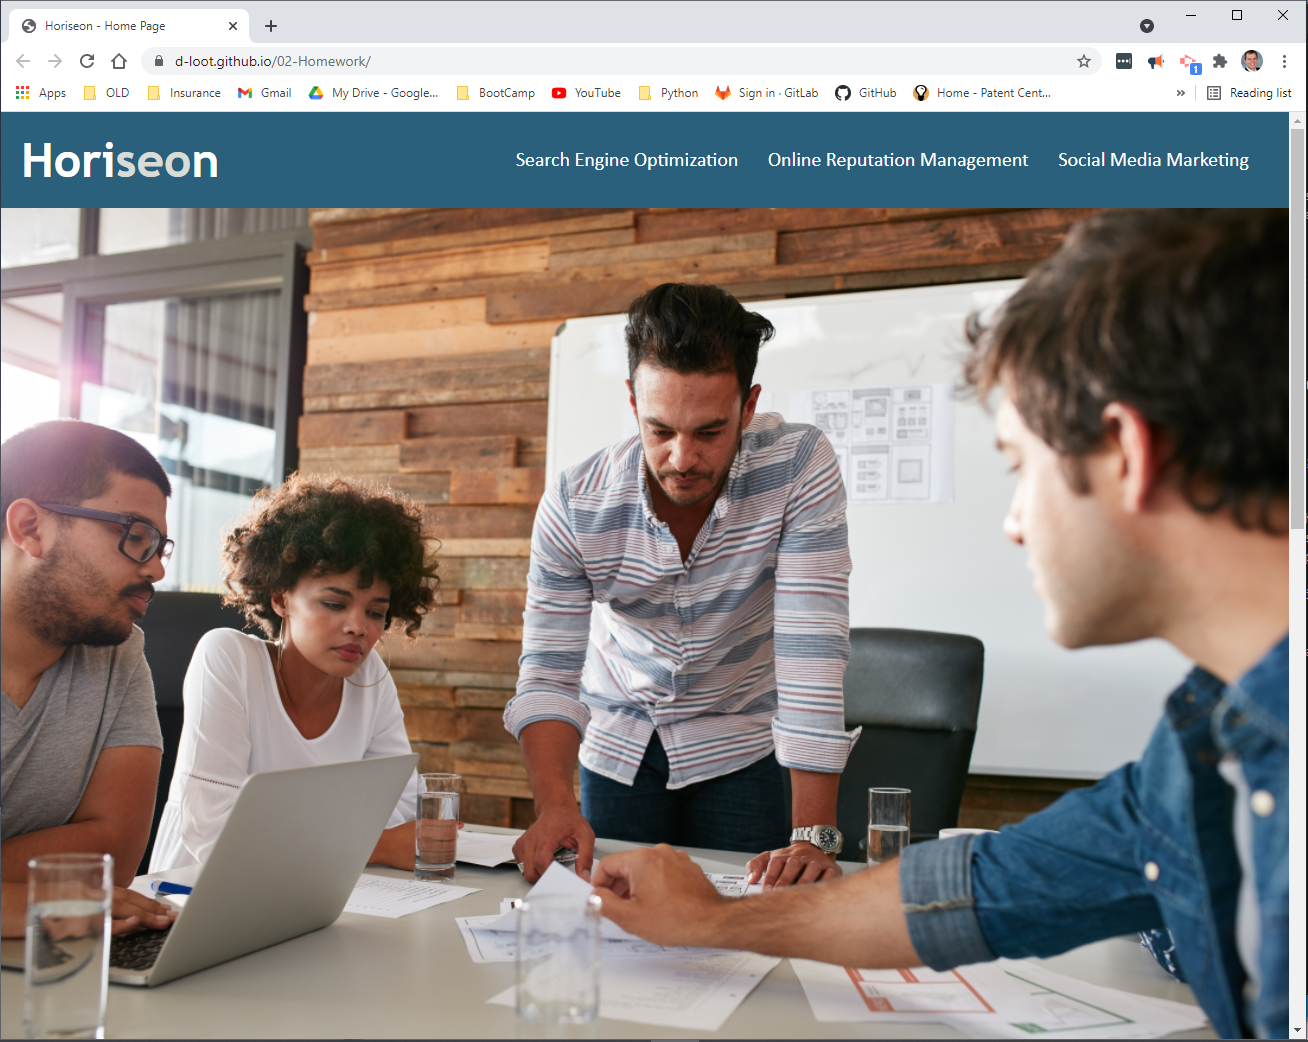 Horiseon - Home Page
d-loot.github.io/02-Homework/
Apps OLD Insurance Gmail My Drive - Google... BootCamp YouTube Python Sign in · GitLab GitHub Home - Patent Cent... » Reading list
1
Horiseon Search Engine Optimization Online Reputation Management Social Media Marketing